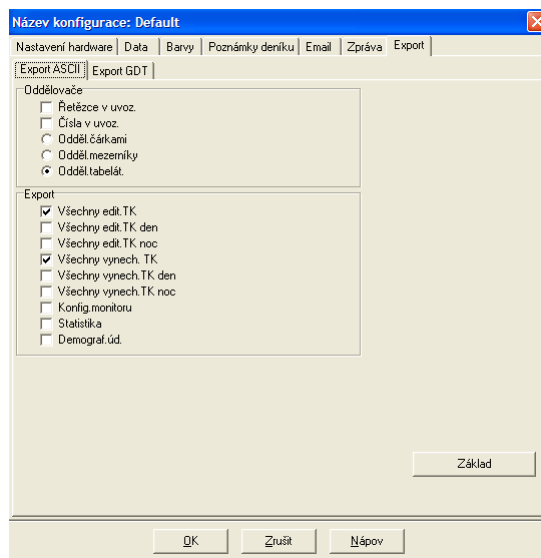 Název konfigurace: Default
Nastavení hardware Data Barvy Poznámky deníku Email Zpráva Export
Export ASCII Export GDT
Oddělovače
Řetězce v uvoz.
Čísla v uvoz.
Odděl.čárkami
Odděl.mezerníky
Odděl.tabelát.
Export
Všechny edit.TK
Všechny edit.TK den
Všechny edit.TK noc
Všechny vynech. TK
Všechny vynech.TK den
Všechny vynech.TK noc
Konfig.monitoru
Statistika
Demograf.úd.
Základ
OK Zrušit Nápov